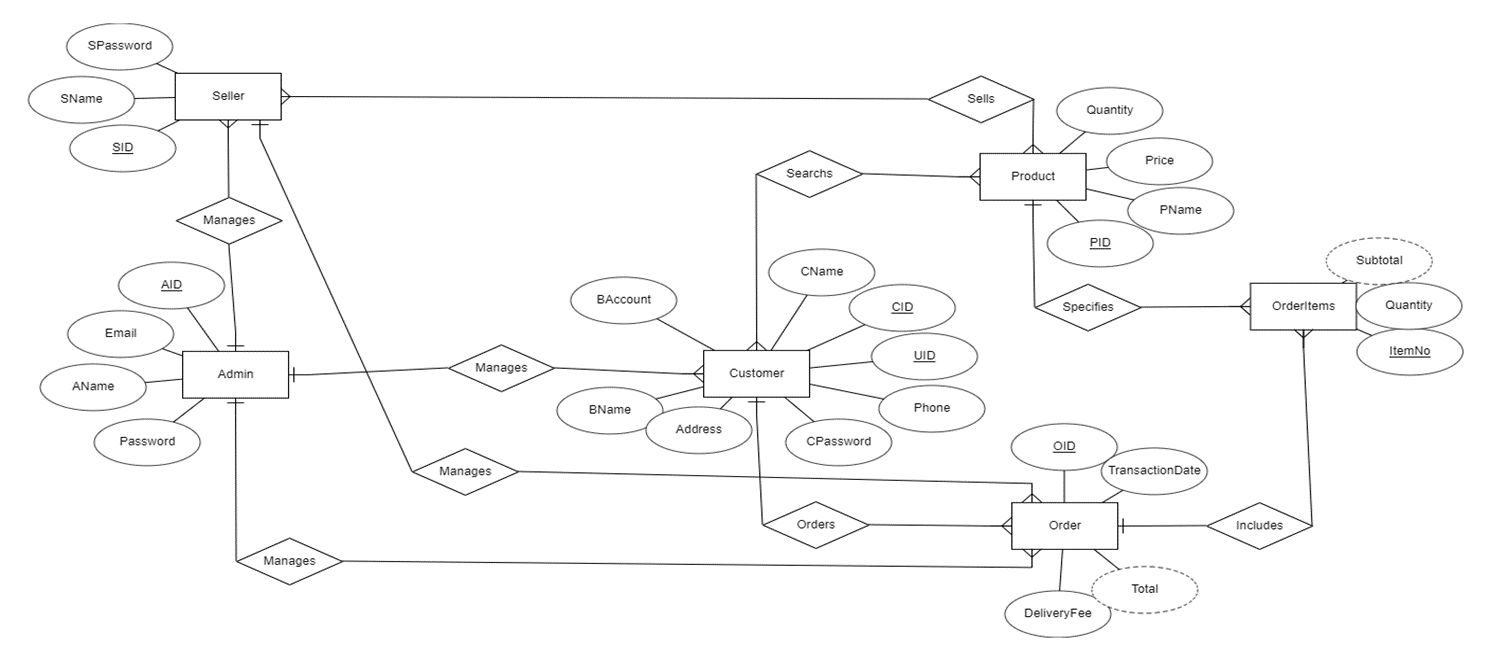 SPassword
Seller
SName
SID
Sells
Quantity
Price
Product
PName
PID
Searchs
Manages
AID
Email
Admin
AName
Password
Manages
BAccount
CName
CID
UID
Customer
Phone
BName
Address
CPassword
Specifies
Subtotal
OrderItems
Quantity
ItemNo
Manages
OID
TransactionDate
Orders
Order
Includes
Manages
Total
DeliveryFee